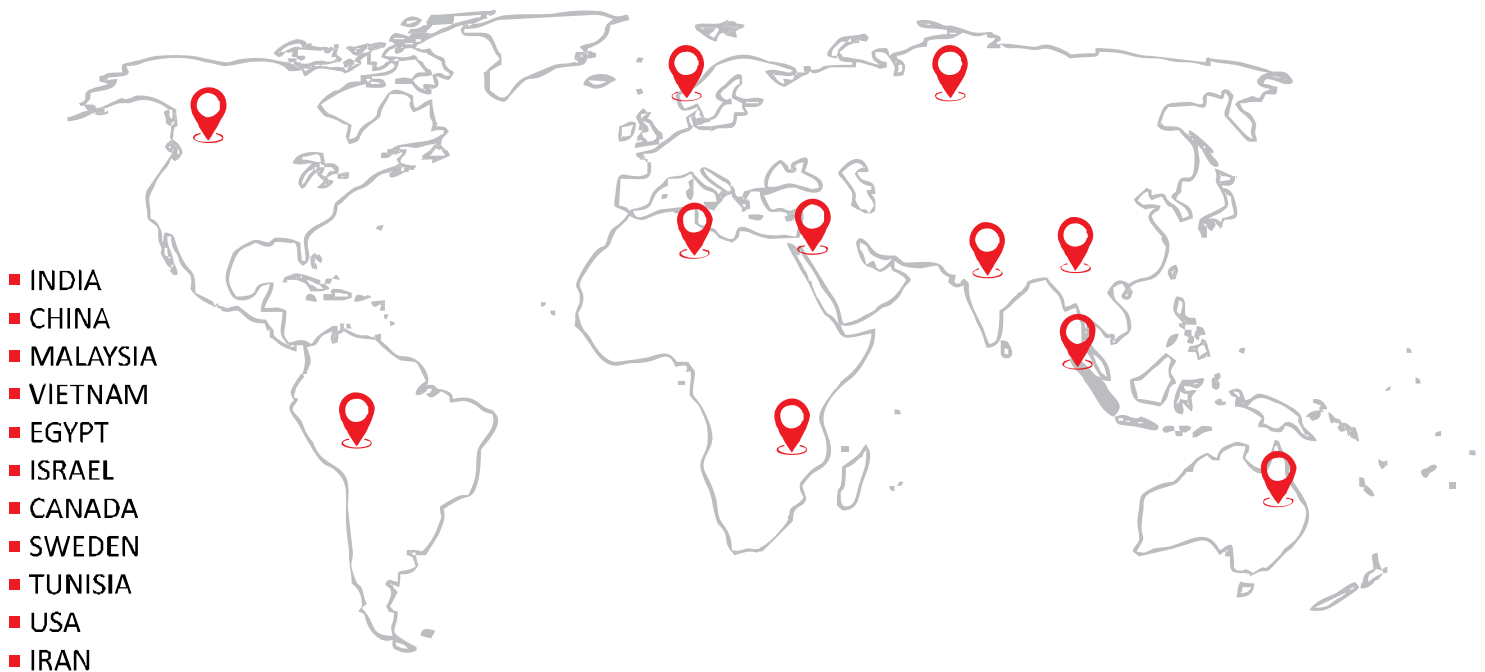 INDIA
CHINA
MALAYSIA
VIETNAM
EGYPT
ISRAEL
CANADA
SWEDEN
TUNISIA
USA
IRAN